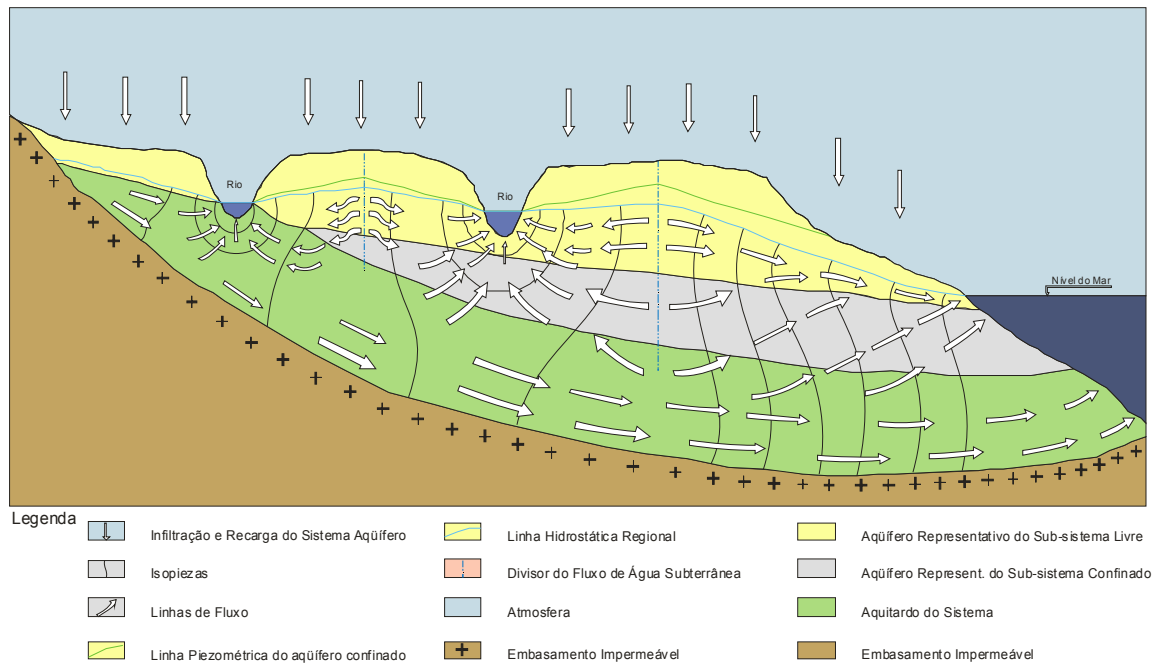 Rio
Rio
Nível do Mar
Legenda
Infiltração e Recarga do Sistema Aqüífero
Linha Hidrostática Regional
Aqüífero Representativo do Sub-sistema Livre
Isopiezas
Divisor do Fluxo de Água Subterrânea
Aqüífero Represent. do Sub-sistema Confinado
Linhas de Fluxo
Atmosfera
Aquitardo do Sistema
Linha Piezométrica do aqüífero confinado
Embasamento Impermeável
Embasamento Impermeável